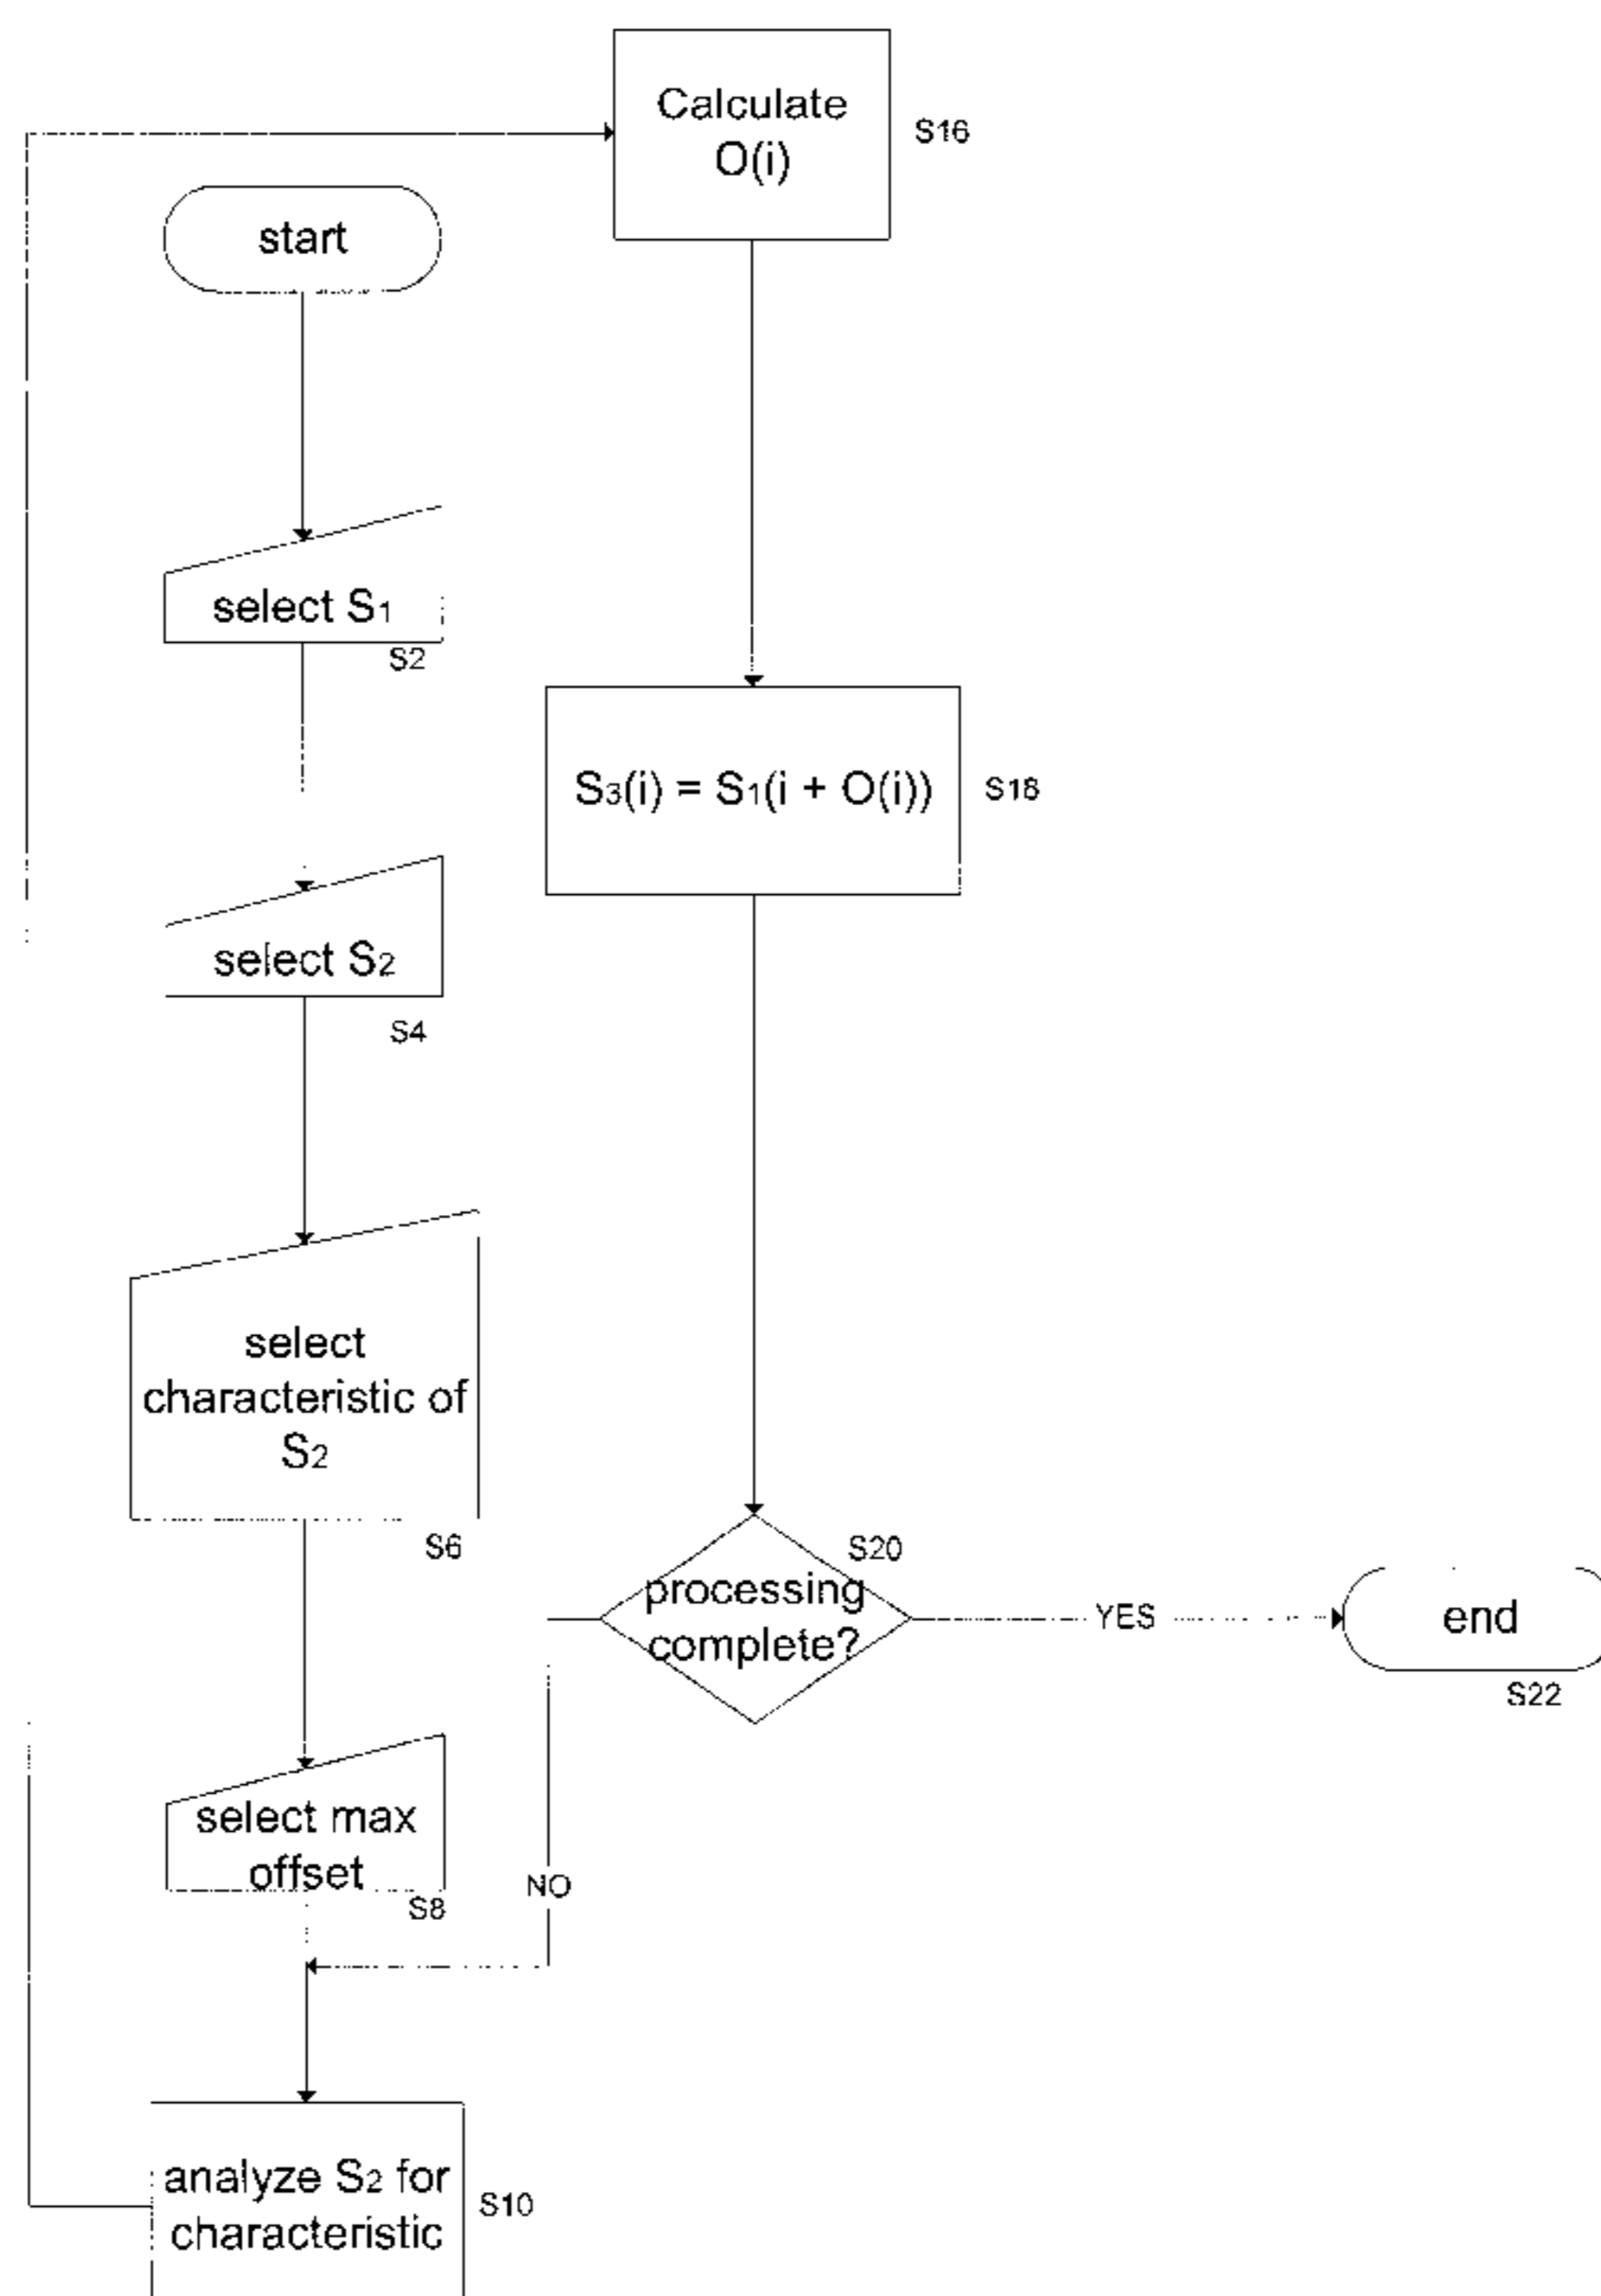 Calculate
O(i)
S16
start
select S₁
S2
S₃(i) = S₁(i + O(i))
S18
select S₂
S4
select
characteristic of
S₂
S6
S20
processing
complete?
YES
end
S22
select max
offset
S8
NO
analyze S₂ for
characteristic
S10